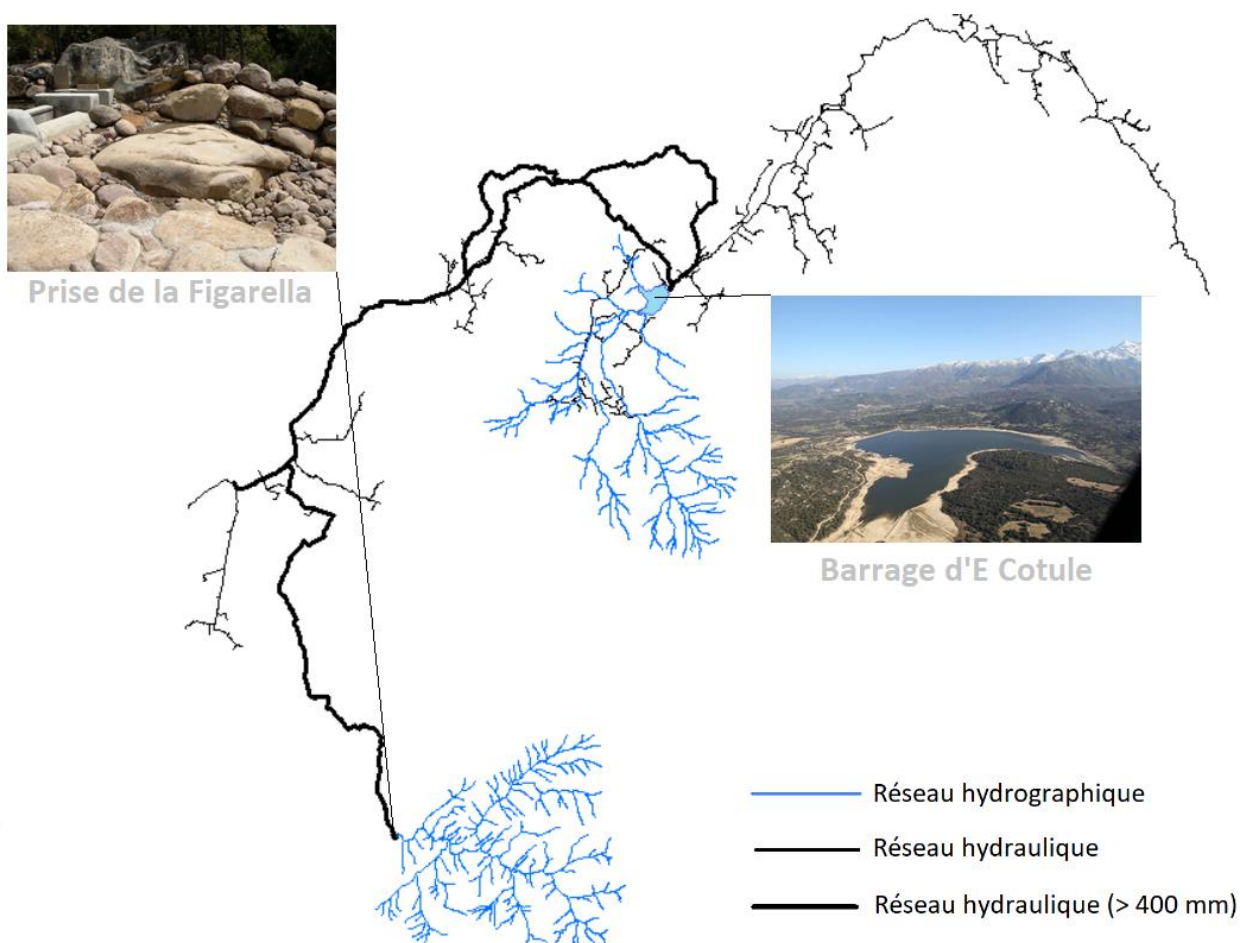 Prise de la Figarella
Barrage d'E Cotule
Réseau hydrographique
Réseau hydraulique
Réseau hydraulique (> 400 mm)